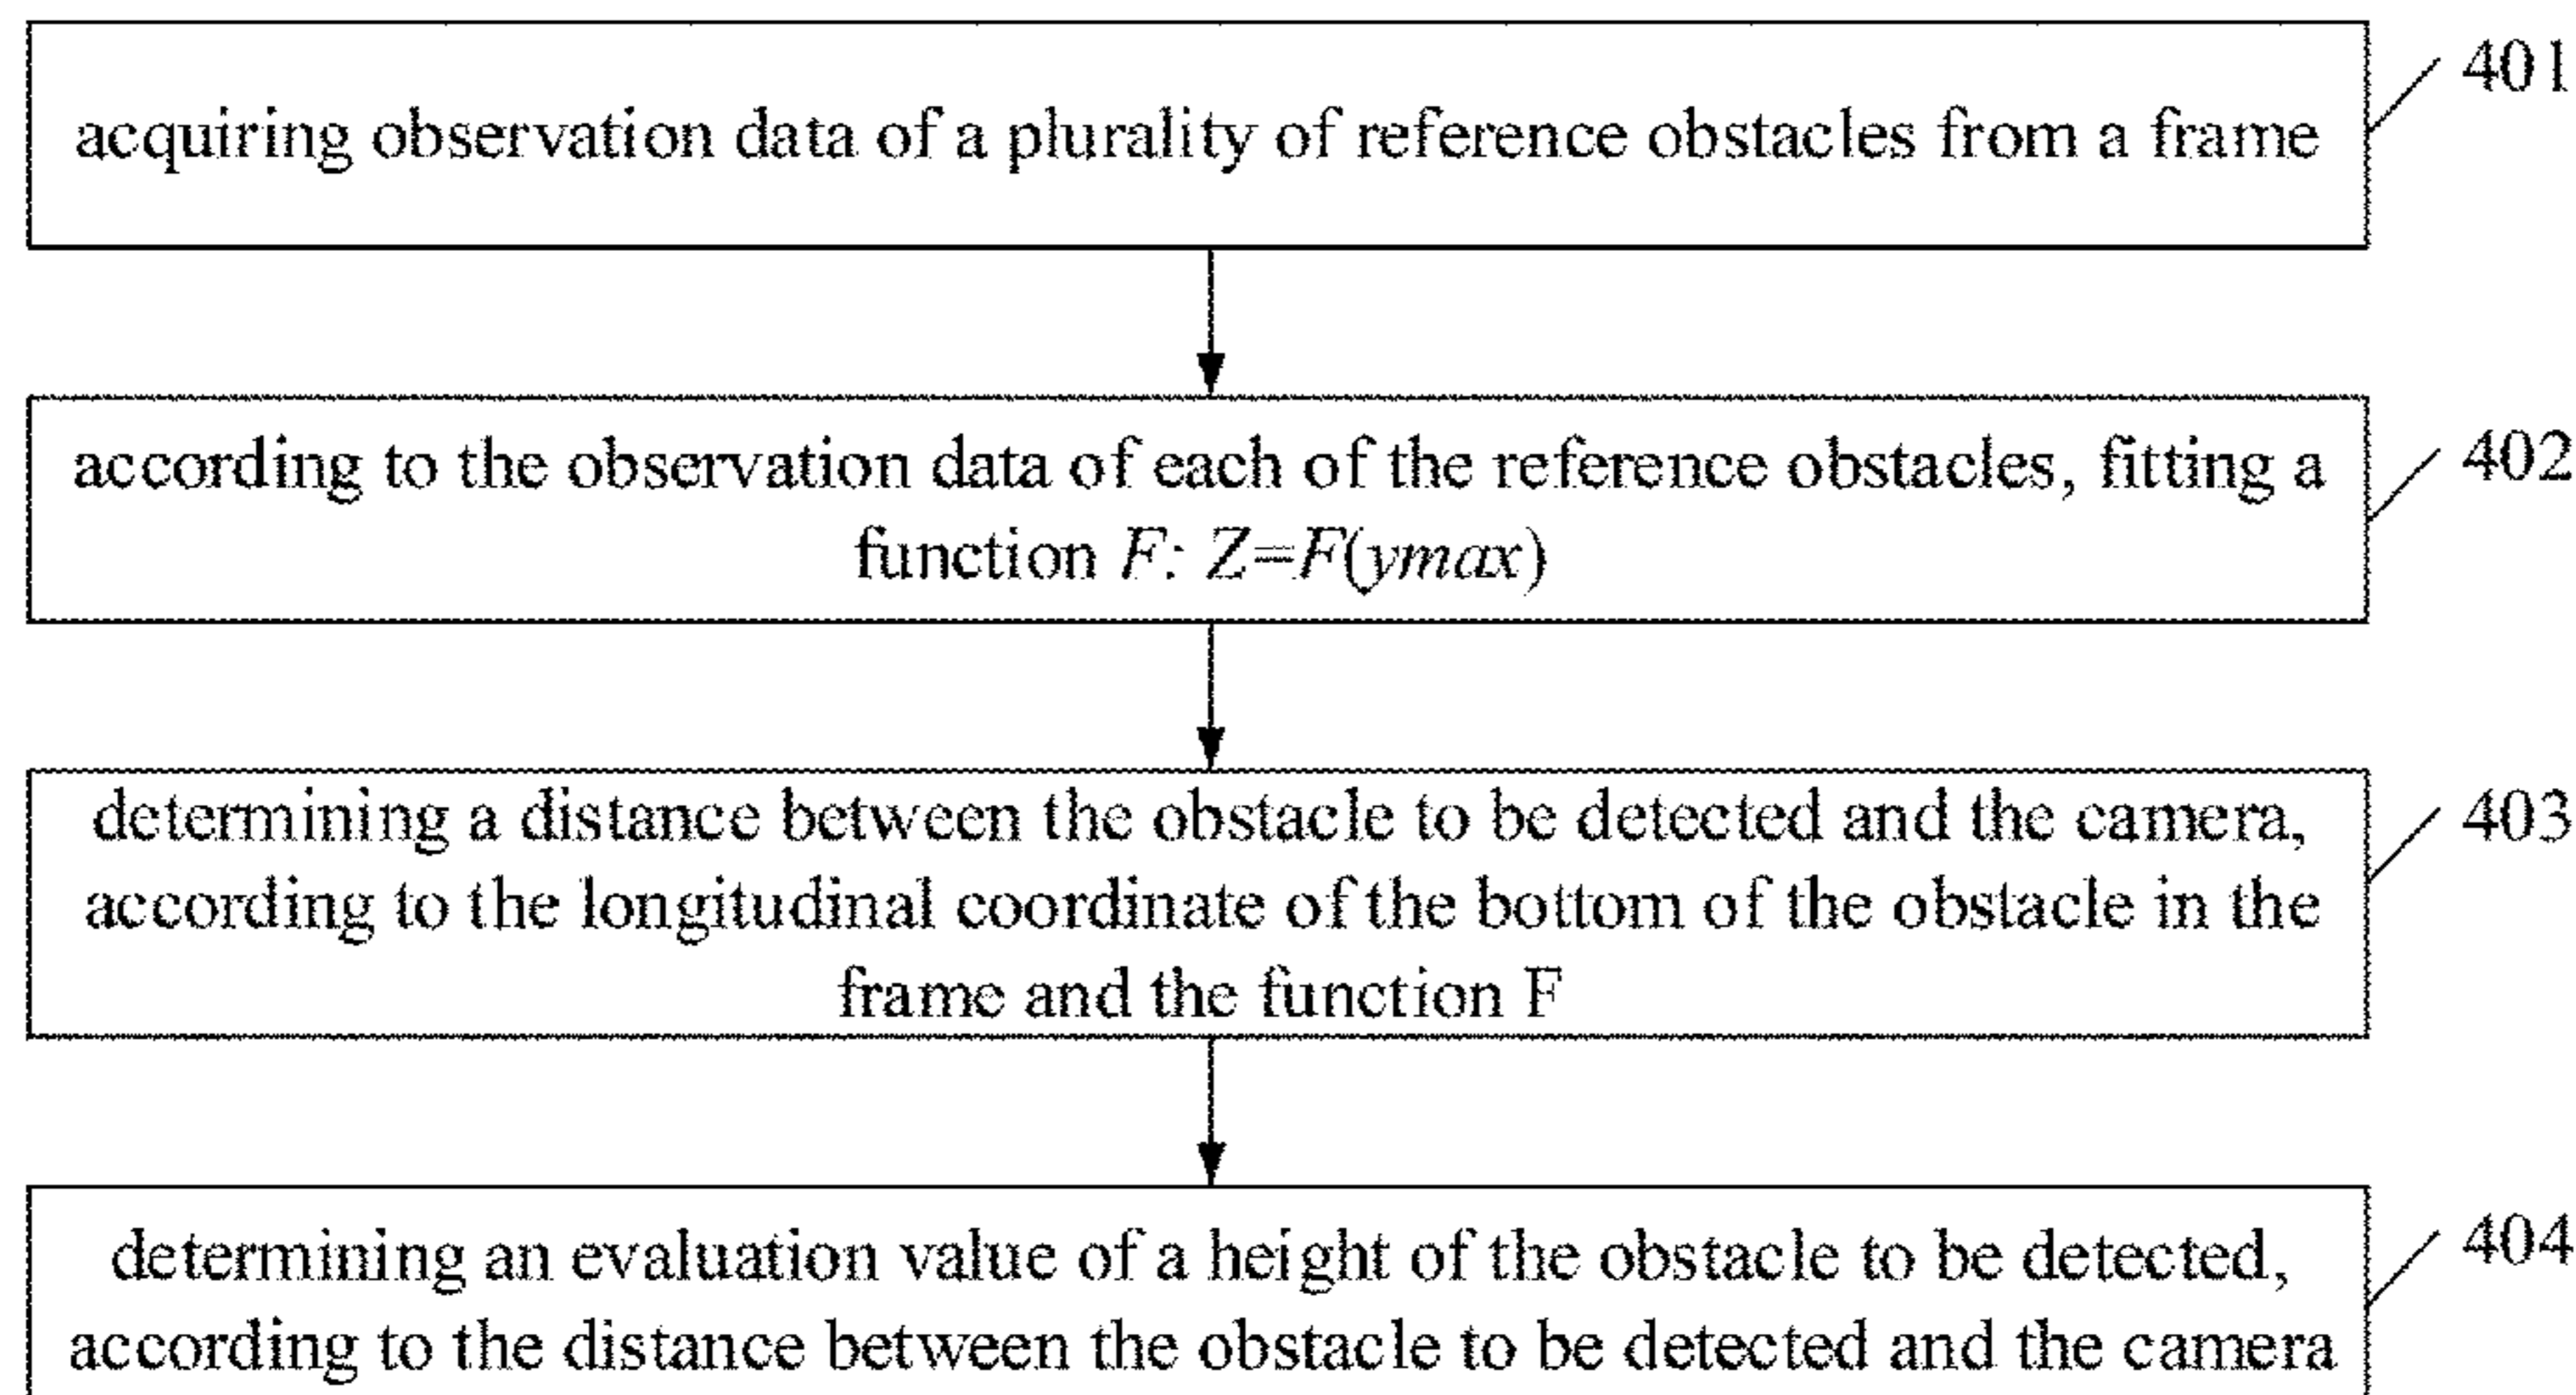 acquiring observation data of a plurality of reference obstacles from a frame
401
according to the observation data of each of the reference obstacles, fitting a
function F: Z=F(ymax)
402
determining a distance between the obstacle to be detected and the camera,
according to the longitudinal coordinate of the bottom of the obstacle in the
frame and the function F
403
determining an evaluation value of a height of the obstacle to be detected,
according to the distance between the obstacle to be detected and the camera
404